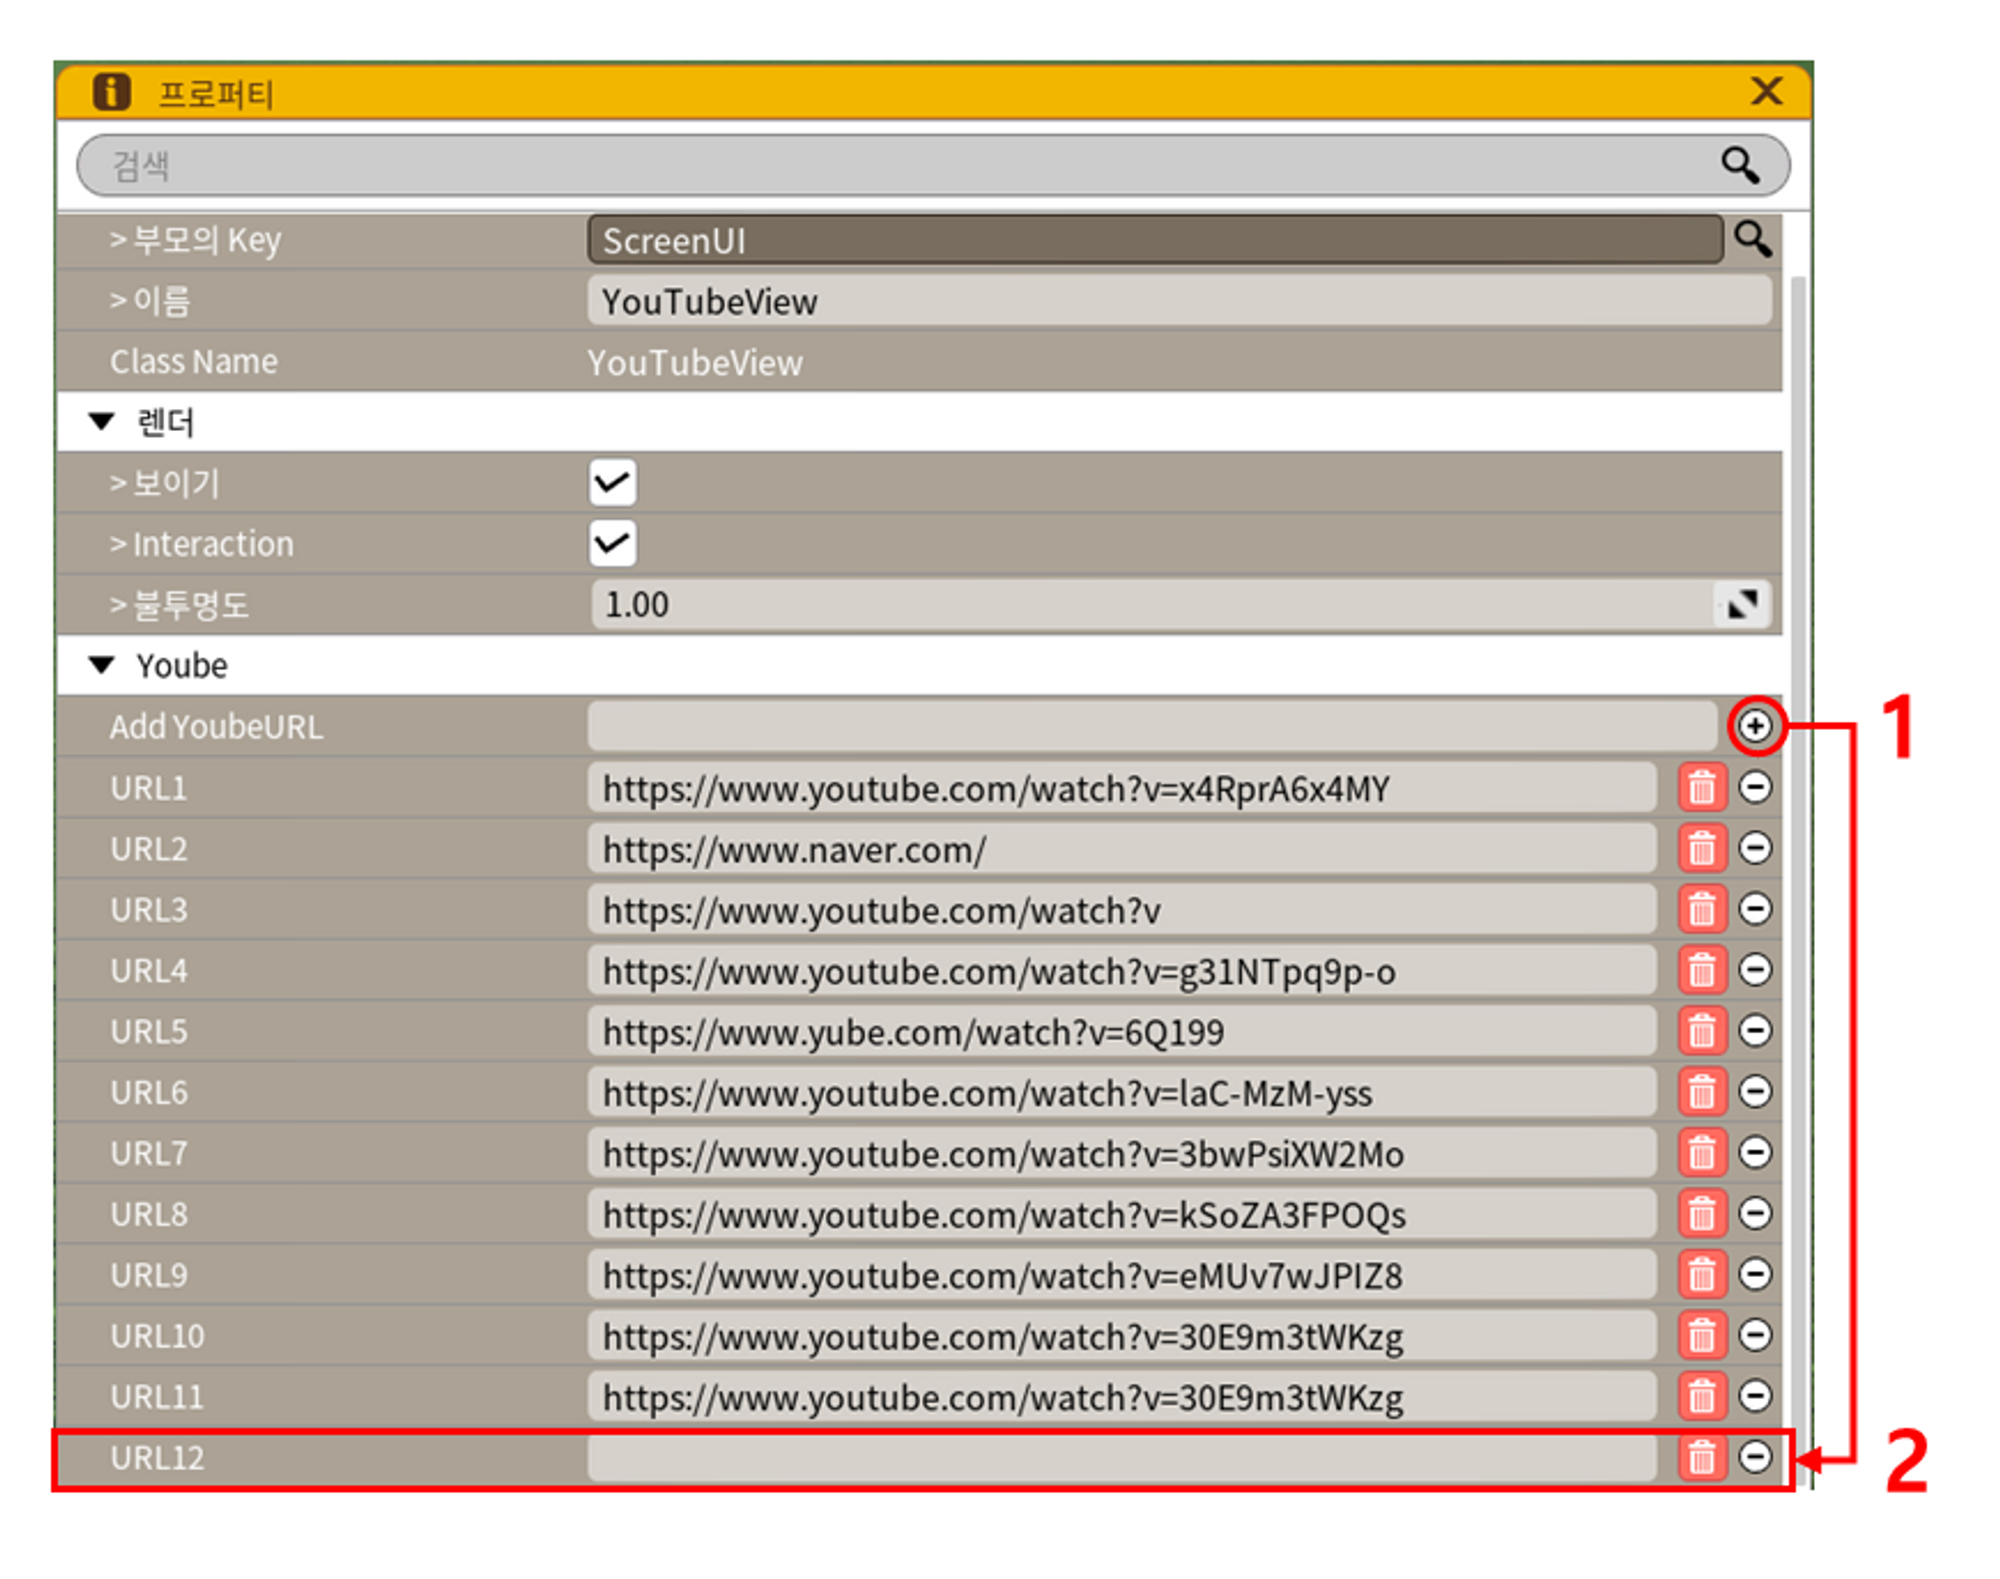 프로퍼티
검색
> 부모의 Key ScreenUI
> 이름 YouTubeView
Class Name YouTubeView
렌더
> 보이기
> Interaction
> 불투명도 1.00
Yoube
Add YoubeURL
1
URL1 https://www.youtube.com/watch?v=x4RprA6x4MY
URL2 https://www.naver.com/
URL3 https://www.youtube.com/watch?v
URL4 https://www.youtube.com/watch?v=g31NTpq9p-o
URL5 https://www.yube.com/watch?v=6Q199
URL6 https://www.youtube.com/watch?v=laC-MzM-yss
URL7 https://www.youtube.com/watch?v=3bwPsiXW2Mo
URL8 https://www.youtube.com/watch?v=kSoZA3FPOQs
URL9 https://www.youtube.com/watch?v=eMUv7wJPIZ8
URL10 https://www.youtube.com/watch?v=30E9m3tWKzg
URL11 https://www.youtube.com/watch?v=30E9m3tWKzg
URL12
2